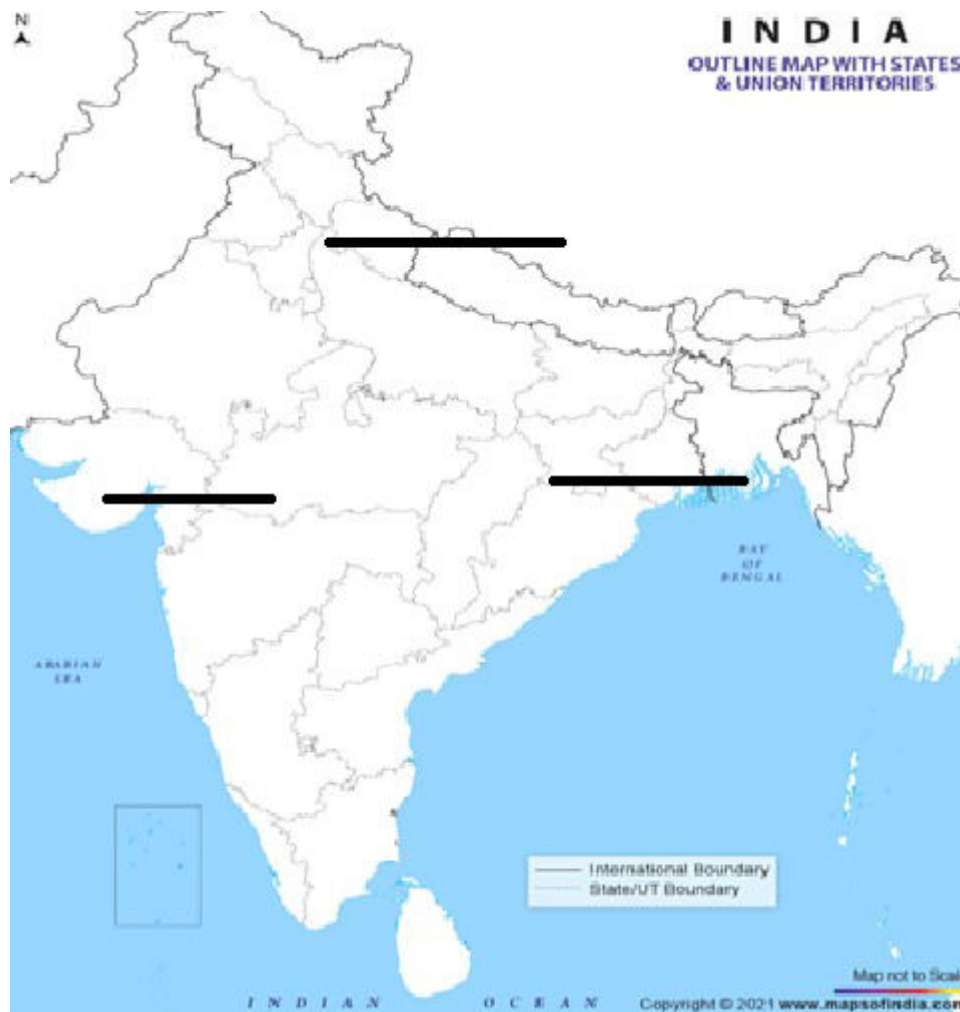 N
INDIA
OUTLINE MAP WITH STATES
& UNION TERRITORIES
BAY
OF
BENGAL
ARABIAN
SEA
International Boundary
State/UT Boundary
Map not to Scale
INDIAN OCEAN
Copyright © 2021 www.mapsofindia.com